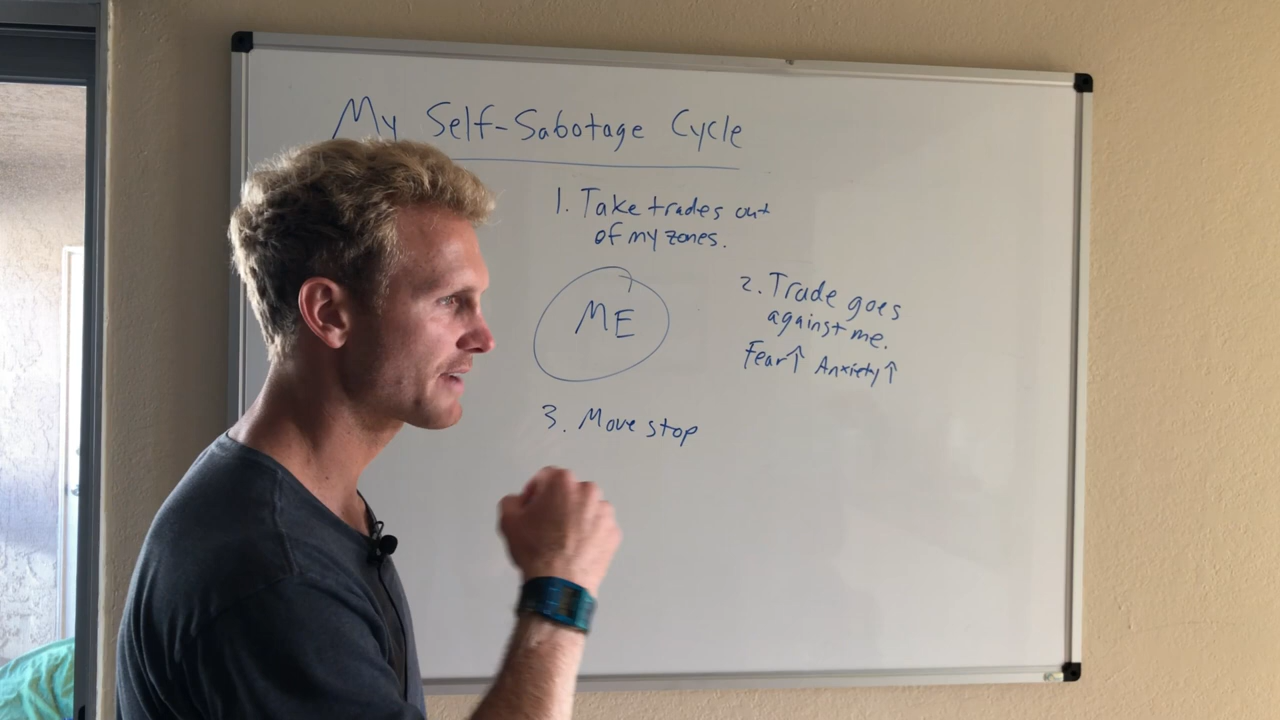 My Self-Sabotage Cycle
1. Take trades out
of my zones.
ME
2. Trade goes
against me.
Fear↑ Anxiety↑
3. Move stop